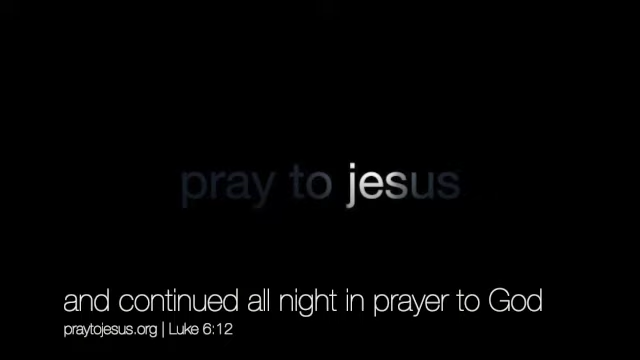 pray to jesus
and continued all night in prayer to God
praytojesus.org | Luke 6:12